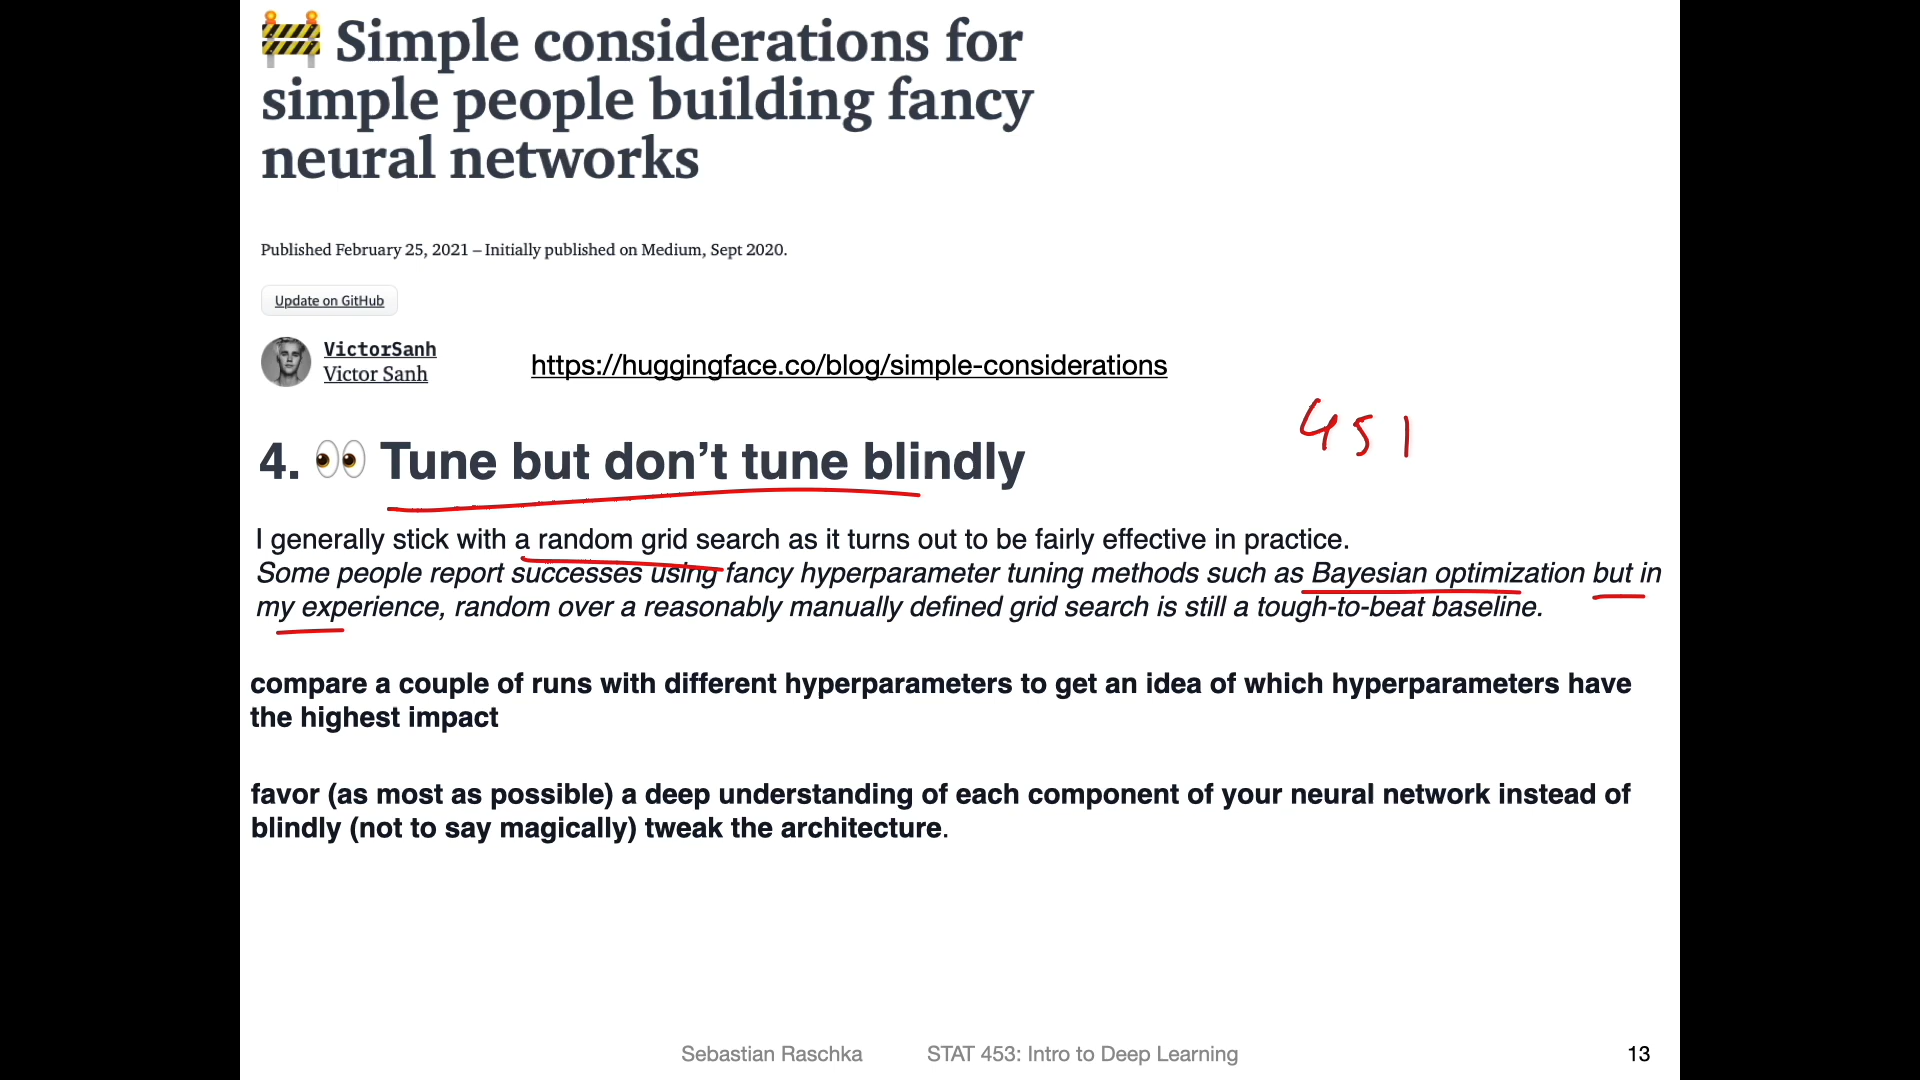 🚧 Simple considerations for
simple people building fancy
neural networks
Published February 25, 2021 – Initially published on Medium, Sept 2020.
Update on GitHub
VictorSanh
Victor Sanh
https://huggingface.co/blog/simple-considerations
451
4. 👀 Tune but don’t tune blindly
I generally stick with a random grid search as it turns out to be fairly effective in practice.
Some people report successes using fancy hyperparameter tuning methods such as Bayesian optimization but in
my experience, random over a reasonably manually defined grid search is still a tough-to-beat baseline.
compare a couple of runs with different hyperparameters to get an idea of which hyperparameters have
the highest impact
favor (as most as possible) a deep understanding of each component of your neural network instead of
blindly (not to say magically) tweak the architecture.
Sebastian Raschka STAT 453: Intro to Deep Learning 13